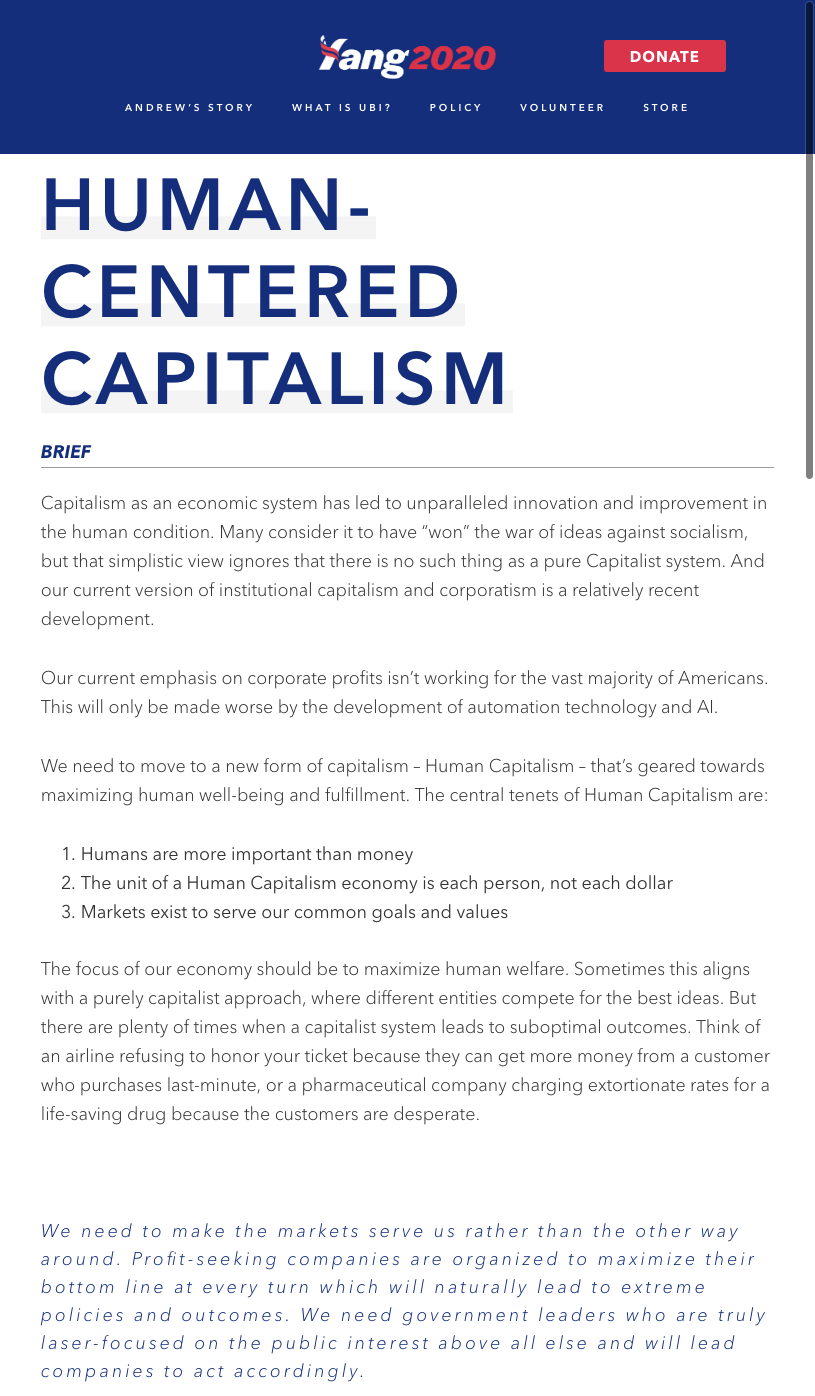 Yang2020
DONATE
ANDREW'S STORY WHAT IS UBI? POLICY VOLUNTEER STORE
HUMAN-
CENTERED
CAPITALISM
BRIEF
Capitalism as an economic system has led to unparalleled innovation and improvement in
the human condition. Many consider it to have “won” the war of ideas against socialism,
but that simplistic view ignores that there is no such thing as a pure Capitalist system. And
our current version of institutional capitalism and corporatism is a relatively recent
development.
Our current emphasis on corporate profits isn’t working for the vast majority of Americans.
This will only be made worse by the development of automation technology and AI.
We need to move to a new form of capitalism – Human Capitalism – that’s geared towards
maximizing human well-being and fulfillment. The central tenets of Human Capitalism are:
1. Humans are more important than money
2. The unit of a Human Capitalism economy is each person, not each dollar
3. Markets exist to serve our common goals and values
The focus of our economy should be to maximize human welfare. Sometimes this aligns
with a purely capitalist approach, where different entities compete for the best ideas. But
there are plenty of times when a capitalist system leads to suboptimal outcomes. Think of
an airline refusing to honor your ticket because they can get more money from a customer
who purchases last-minute, or a pharmaceutical company charging extortionate rates for a
life-saving drug because the customers are desperate.
We need to make the markets serve us rather than the other way
around. Profit-seeking companies are organized to maximize their
bottom line at every turn which will naturally lead to extreme
policies and outcomes. We need government leaders who are truly
laser-focused on the public interest above all else and will lead
companies to act accordingly.